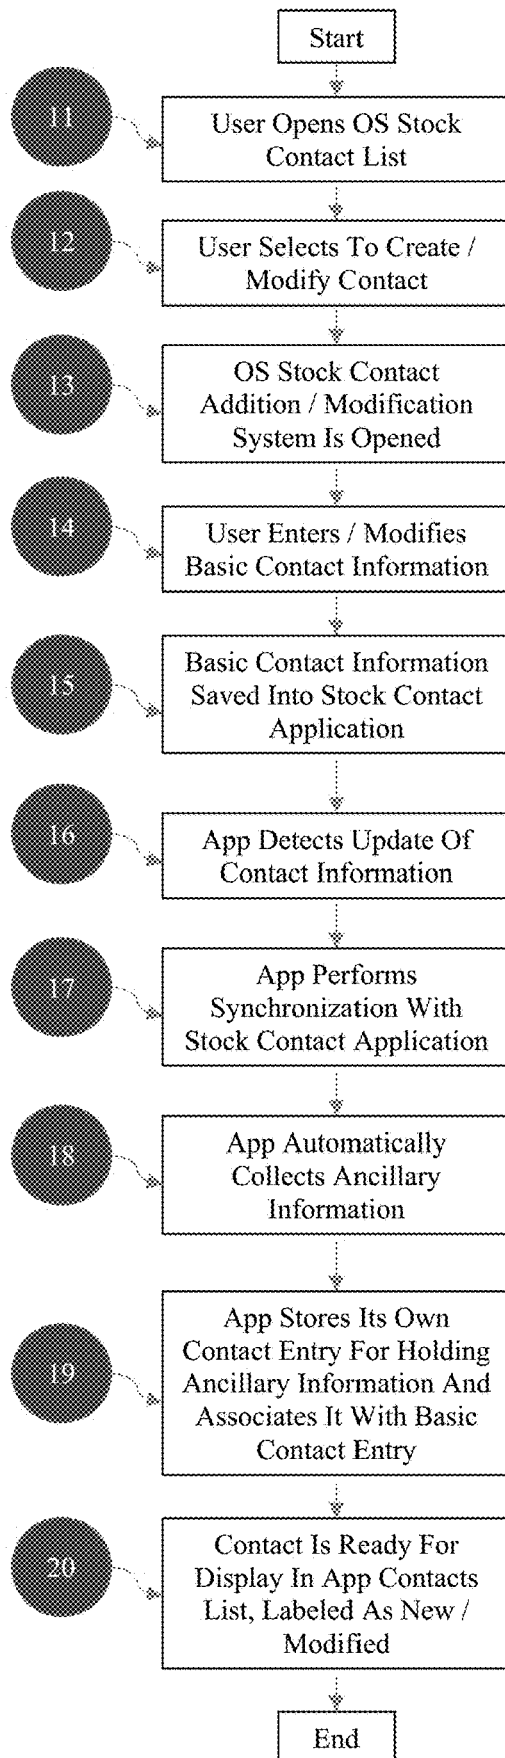 Start
11
User Opens OS Stock
Contact List
12
User Selects To Create /
Modify Contact
13
OS Stock Contact
Addition / Modification
System Is Opened
14
User Enters / Modifies
Basic Contact Information
15
Basic Contact Information
Saved Into Stock Contact
Application
16
App Detects Update Of
Contact Information
17
App Performs
Synchronization With
Stock Contact Application
18
App Automatically
Collects Ancillary
Information
19
App Stores Its Own
Contact Entry For Holding
Ancillary Information And
Associates It With Basic
Contact Entry
20
Contact Is Ready For
Display In App Contacts
List, Labeled As New /
Modified
End